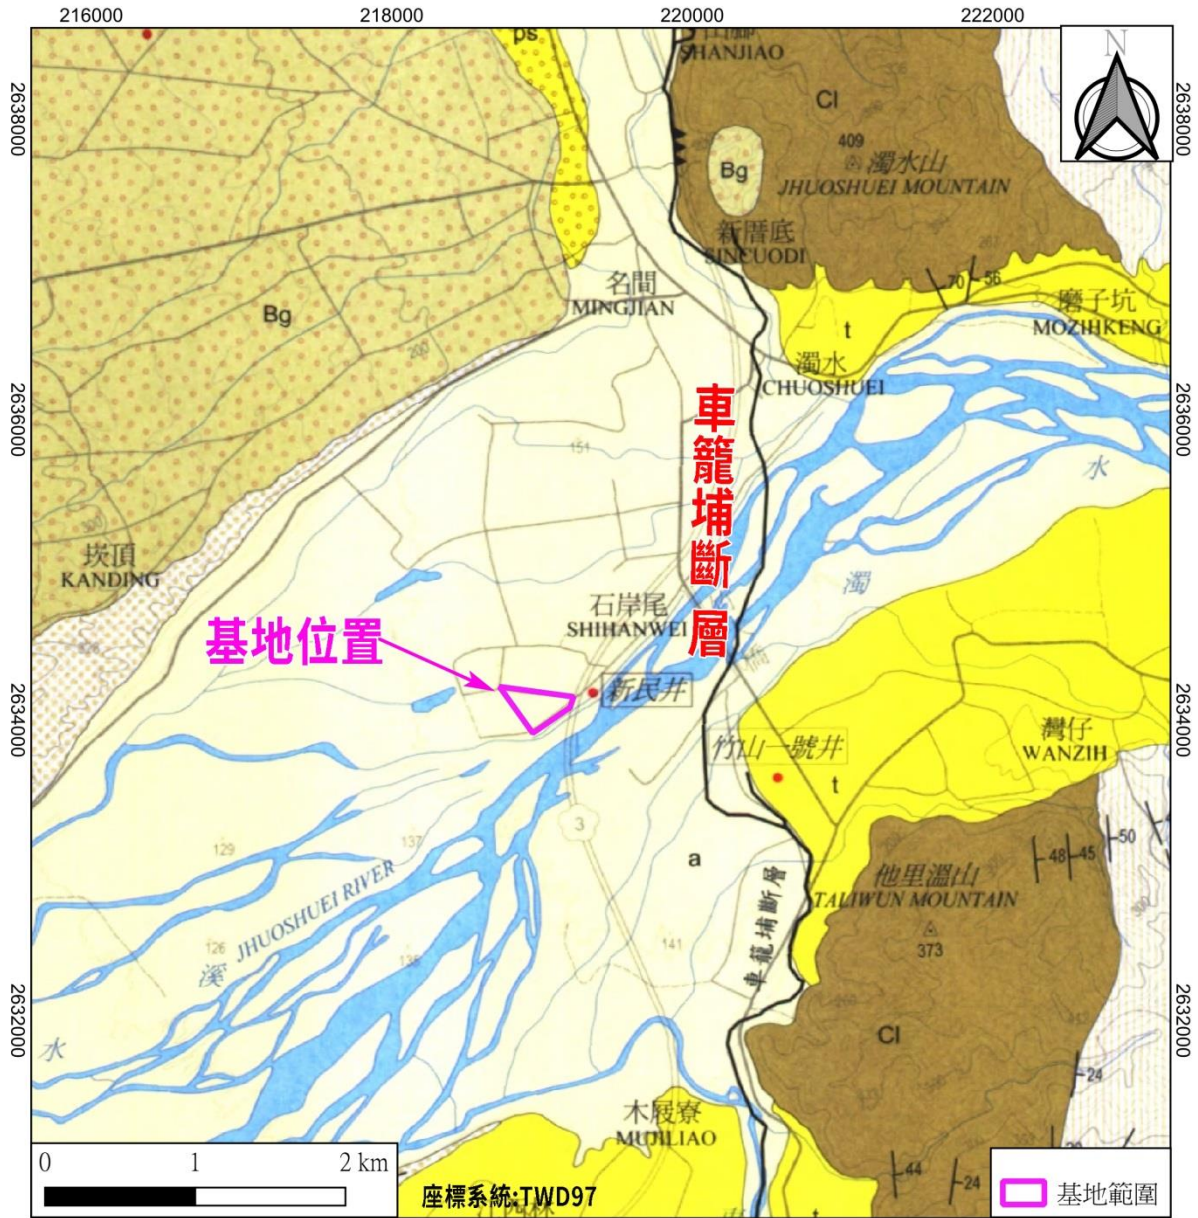 216000
218000
220000
222000
2638000
2638000
N
ps
SHANJIAO
Cl
409
濁水山
JHUOSHUEI MOUNTAIN
Bg
新厝底
SINCUODI
名間
MINGJIAN
70
56
磨子坑
MOZIHKENG
Bg
t
200
濁水
CHUOSHUEI
2636000
2636000
車籠埔斷層
151
水
300
崁頂
KANDING
濁
石岸尾
SHIHANWEI
基地位置
新民井
2634000
2634000
竹山一號井
灣仔
WANZIH
t
3
129
137
a
50
48
45
他里溫山
TALIWUN MOUNTAIN
373
JHUOSHUEI RIVER
車籠埔斷層
126
溪
141
2632000
2632000
水
Cl
24
木屐寮
MUJILIAO
44
24
0
1
2 km
座標系統:TWD97
t
基地範圍